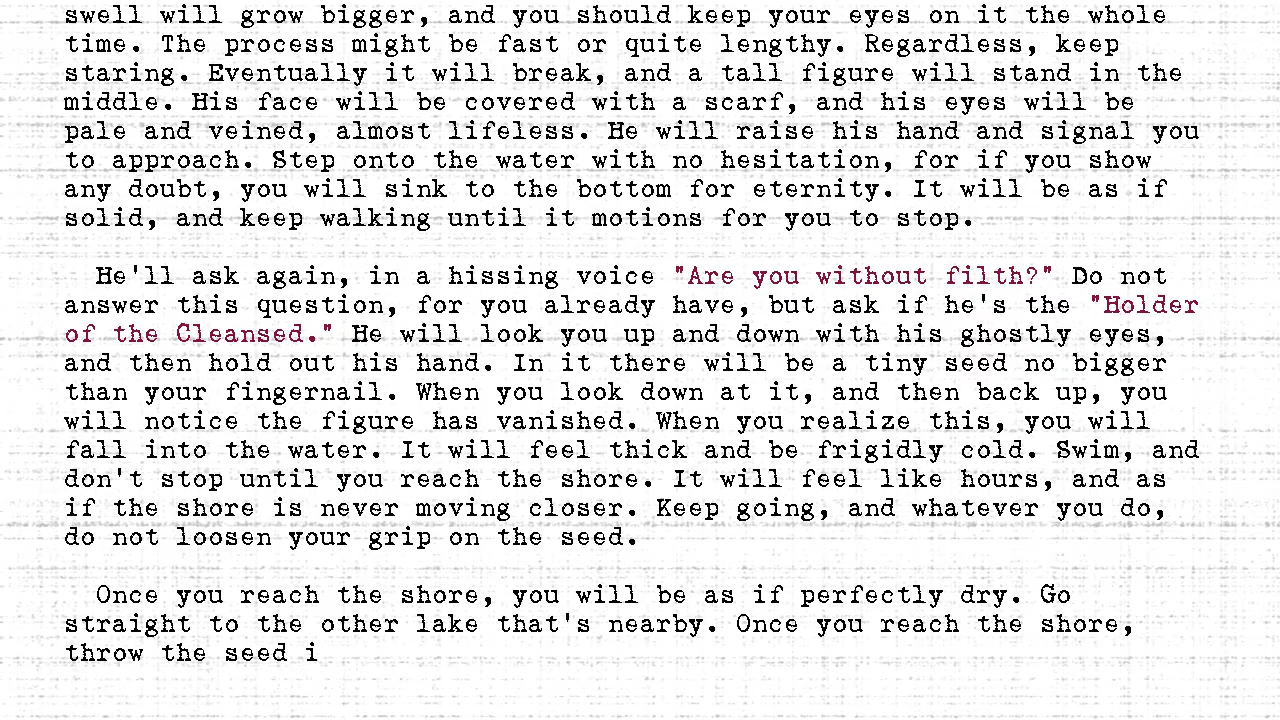 swell will grow bigger, and you should keep your eyes on it the whole
time. The process might be fast or quite lengthy. Regardless, keep
staring. Eventually it will break, and a tall figure will stand in the
middle. His face will be covered with a scarf, and his eyes will be
pale and veined, almost lifeless. He will raise his hand and signal you
to approach. Step onto the water with no hesitation, for if you show
any doubt, you will sink to the bottom for eternity. It will be as if
solid, and keep walking until it motions for you to stop.
He'll ask again, in a hissing voice "Are you without filth?" Do not
answer this question, for you already have, but ask if he's the "Holder
of the Cleansed." He will look you up and down with his ghostly eyes,
and then hold out his hand. In it there will be a tiny seed no bigger
than your fingernail. When you look down at it, and then back up, you
will notice the figure has vanished. When you realize this, you will
fall into the water. It will feel thick and be frigidly cold. Swim, and
don't stop until you reach the shore. It will feel like hours, and as
if the shore is never moving closer. Keep going, and whatever you do,
do not loosen your grip on the seed.
Once you reach the shore, you will be as if perfectly dry. Go
straight to the other lake that's nearby. Once you reach the shore,
throw the seed i